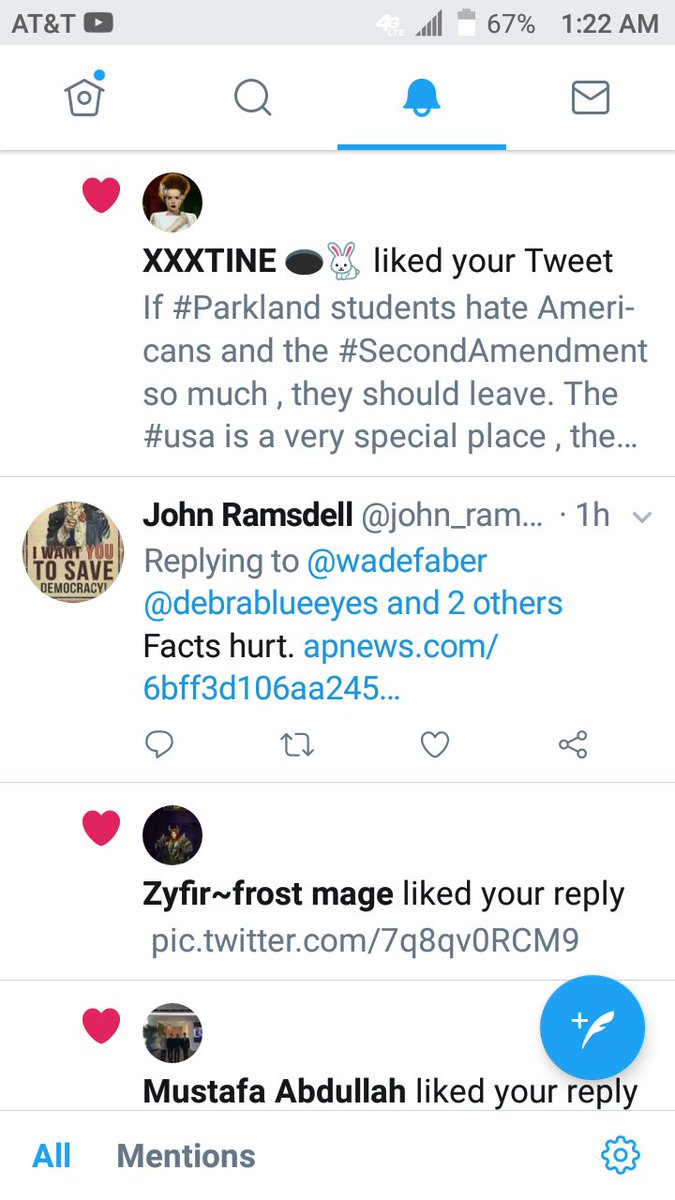 AT&T 4G LTE 67% 1:22 AM
XXXTINE 🕳️🐇 liked your Tweet
If #Parkland students hate Ameri-
cans and the #SecondAmendment
so much , they should leave. The
#usa is a very special place , the...
John Ramsdell @john_ram... · 1h
I WANT YOU
TO SAVE
DEMOCRACY!
Replying to @wadefaber
@debrablueeyes and 2 others
Facts hurt. apnews.com/
6bff3d106aa245...
Zyfir~frost mage liked your reply
pic.twitter.com/7q8qv0RCM9
Mustafa Abdullah liked your reply
All Mentions